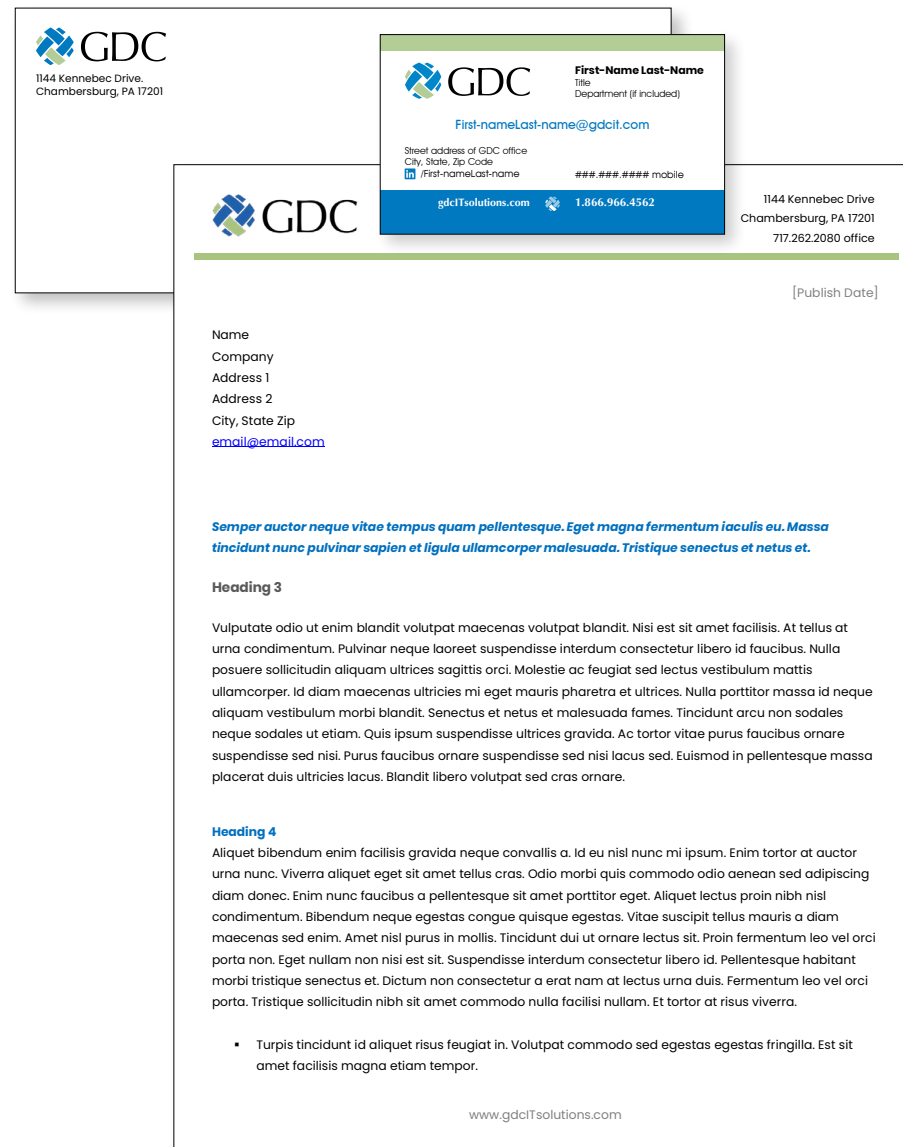 GDC
1144 Kennebec Drive.
Chambersburg, PA 17201
GDC
First-Name Last-Name
Title
Department (if included)
First-nameLast-name@gdcit.com
Street address of GDC office
City, State, Zip Code
in /First-nameLast-name
###.###.#### mobile
gdcITsolutions.com 1.866.966.4562
GDC
1144 Kennebec Drive
Chambersburg, PA 17201
717.262.2080 office
[Publish Date]
Name
Company
Address 1
Address 2
City, State Zip
email@email.com
Semper auctor neque vitae tempus quam pellentesque. Eget magna fermentum iaculis eu. Massa
tincidunt nunc pulvinar sapien et ligula ullamcorper malesuada. Tristique senectus et netus et.
Heading 3
Vulputate odio ut enim blandit volutpat maecenas volutpat blandit. Nisi est sit amet facilisis. At tellus at
urna condimentum. Pulvinar neque laoreet suspendisse interdum consectetur libero id faucibus. Nulla
posuere sollicitudin aliquam ultrices sagittis orci. Molestie ac feugiat sed lectus vestibulum mattis
ullamcorper. Id diam maecenas ultricies mi eget mauris pharetra et ultrices. Nulla porttitor massa id neque
aliquam vestibulum morbi blandit. Senectus et netus et malesuada fames. Tincidunt arcu non sodales
neque sodales ut etiam. Quis ipsum suspendisse ultrices gravida. Ac tortor vitae purus faucibus ornare
suspendisse sed nisi. Purus faucibus ornare suspendisse sed nisi lacus sed. Euismod in pellentesque massa
placerat duis ultricies lacus. Blandit libero volutpat sed cras ornare.
Heading 4
Aliquet bibendum enim facilisis gravida neque convallis a. Id eu nisl nunc mi ipsum. Enim tortor at auctor
urna nunc. Viverra aliquet eget sit amet tellus cras. Odio morbi quis commodo odio aenean sed adipiscing
diam donec. Enim nunc faucibus a pellentesque sit amet porttitor eget. Aliquet lectus proin nibh nisl
condimentum. Bibendum neque egestas congue quisque egestas. Vitae suscipit tellus mauris a diam
maecenas sed enim. Amet nisl purus in mollis. Tincidunt dui ut ornare lectus sit. Proin fermentum leo vel orci
porta non. Eget nullam non nisi est sit. Suspendisse interdum consectetur libero id. Pellentesque habitant
morbi tristique senectus et. Dictum non consectetur a erat nam at lectus urna duis. Fermentum leo vel orci
porta. Tristique sollicitudin nibh sit amet commodo nulla facilisi nullam. Et tortor at risus viverra.
▪ Turpis tincidunt id aliquet risus feugiat in. Volutpat commodo sed egestas egestas fringilla. Est sit
amet facilisis magna etiam tempor.
www.gdcITsolutions.com